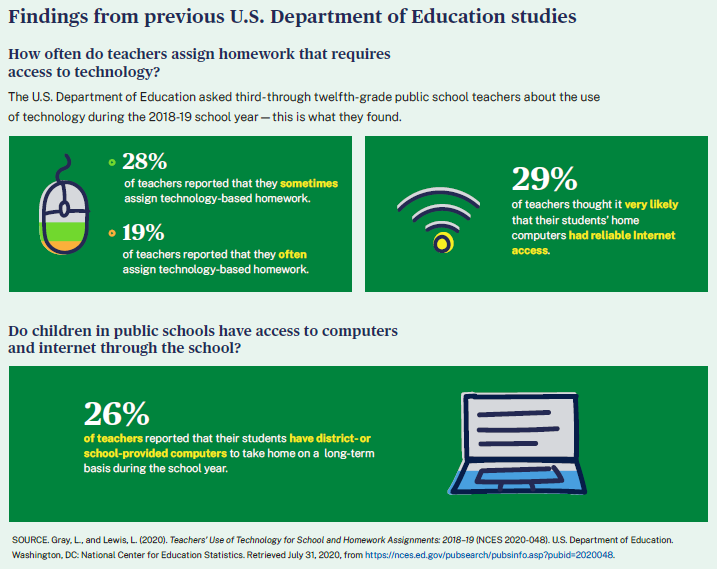 Findings from previous U.S. Department of Education studies
How often do teachers assign homework that requires
access to technology?
The U.S. Department of Education asked third-through twelfth-grade public school teachers about the use
of technology during the 2018-19 school year—this is what they found.
28%
of teachers reported that they sometimes
assign technology-based homework.
19%
of teachers reported that they often
assign technology-based homework.
29%
of teachers thought it very likely
that their students' home
computers had reliable Internet
access.
Do children in public schools have access to computers
and internet through the school?
26%
of teachers reported that their students have district- or
school-provided computers to take home on a long-term
basis during the school year.
SOURCE. Gray, L., and Lewis, L. (2020). Teachers' Use of Technology for School and Homework Assignments: 2018–19 (NCES 2020-048). U.S. Department of Education.
Washington, DC: National Center for Education Statistics. Retrieved July 31, 2020, from https://nces.ed.gov/pubsearch/pubsinfo.asp?pubid=2020048.